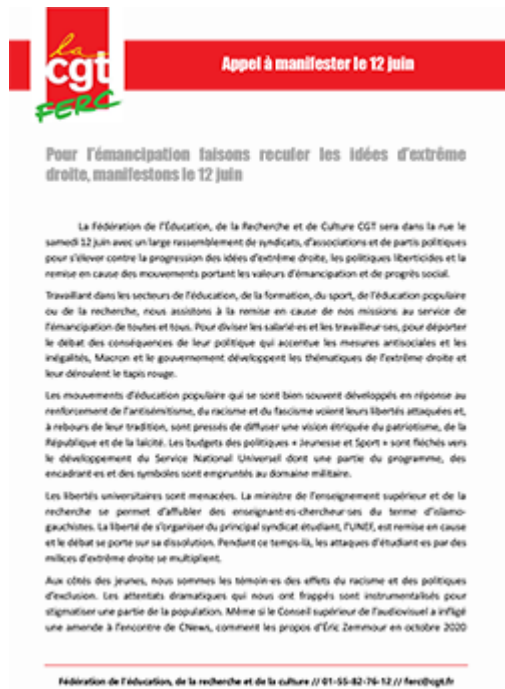 la
cgt
FERC
Appel à manifester le 12 juin
Pour l'émancipation faisons reculer les idées d'extrême
droite, manifestons le 12 juin
La Fédération de l'Éducation, de la Recherche et de Culture CGT sera dans la rue le
samedi 12 juin avec un large rassemblement de syndicats, d'associations et de partis politiques
pour s'élever contre la progression des idées d'extrême droite, les politiques liberticides et la
remise en cause des mouvements portant les valeurs d'émancipation et de progrès social.
Travaillant dans les secteurs de l'éducation, de la formation, du sport, de l'éducation populaire
ou de la recherche, nous assistons à la remise en cause de nos missions au service de
l'émancipation de toutes et tous. Pour diviser les salarié·es et les travailleur·ses, pour déporter
le débat des conséquences de leur politique qui accentue les mesures antisociales et les
inégalités, Macron et le gouvernement développent les thématiques de l'extrême droite et
leur déroulent le tapis rouge.
Les mouvements d'éducation populaire qui se sont bien souvent développés en réponse au
renforcement de l'antisémitisme, du racisme et du fascisme voient leurs libertés attaquées et,
à rebours de leur tradition, sont pressés de diffuser une vision étriquée du patriotisme, de la
République et de la laïcité. Les budgets des politiques « Jeunesse et Sport » sont fléchés vers
le développement du Service National Universel dont une partie du programme, des
encadrant·es et des symboles sont empruntés au domaine militaire.
Les libertés universitaires sont menacées. La ministre de l'enseignement supérieur et de la
recherche se permet d'affubler des enseignant·es-chercheur·ses du terme d'islamo-
gauchistes. La liberté de s'organiser du principal syndicat étudiant, l'UNEF, est remise en cause
et le débat se porte sur sa dissolution. Pendant ce temps-là, les attaques d'étudiant·es par des
milices d'extrême droite se multiplient.
Aux côtés des jeunes, nous sommes les témoin·es des effets du racisme et des politiques
d'exclusion. Les attentats dramatiques qui nous ont frappés sont instrumentalisés pour
stigmatiser une partie de la population. Même si le Conseil supérieur de l'audiovisuel a infligé
une amende à l'encontre de CNews, comment les propos d'Éric Zemmour en octobre 2020
Fédération de l'éducation, de la recherche et de la culture // 01-55-82-76-12 // ferc@cgt.fr